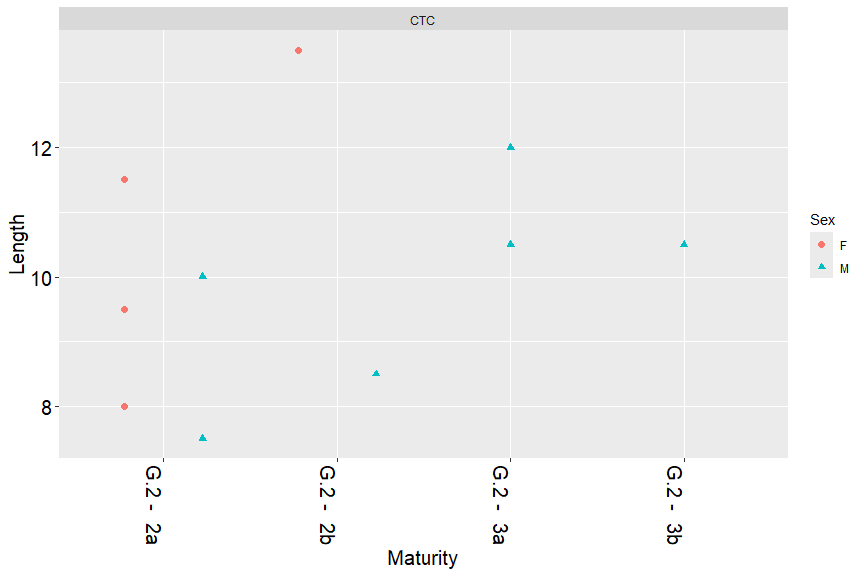 CTC
12
10
8
Length
G.2 - 2a
G.2 - 2b
G.2 - 3a
G.2 - 3b
Maturity
Sex
F
M